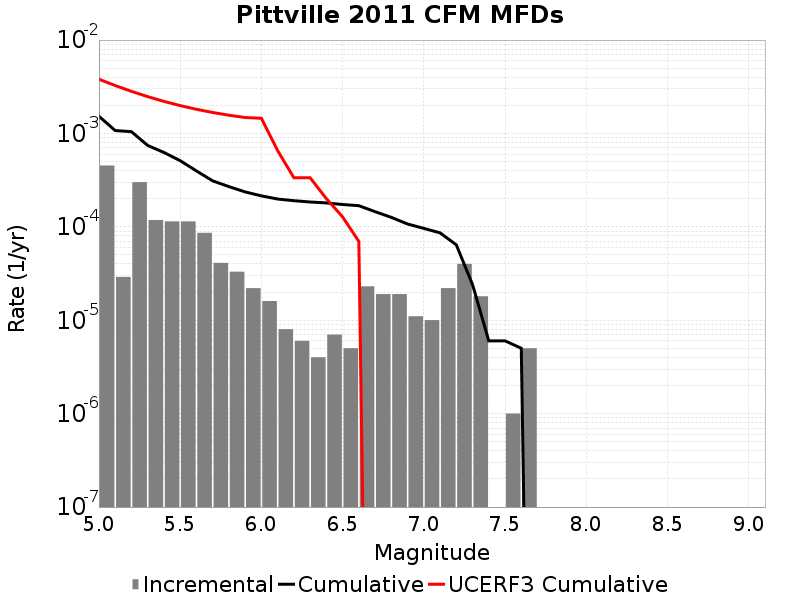 Pittville 2011 CFM MFDs
10-2
10-3
10-4
10-5
10-6
10-7
Rate (1/yr)
5.0 5.5 6.0 6.5 7.0 7.5 8.0 8.5 9.0
Magnitude
Incremental Cumulative UCERF3 Cumulative